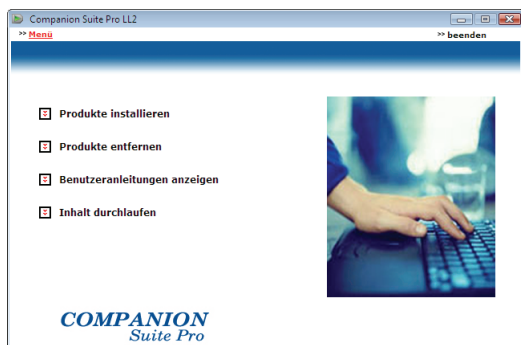 Companion Suite Pro LL2
>> Menü >> beenden
Produkte installieren
Produkte entfernen
Benutzeranleitungen anzeigen
Inhalt durchlaufen
COMPANION
Suite Pro